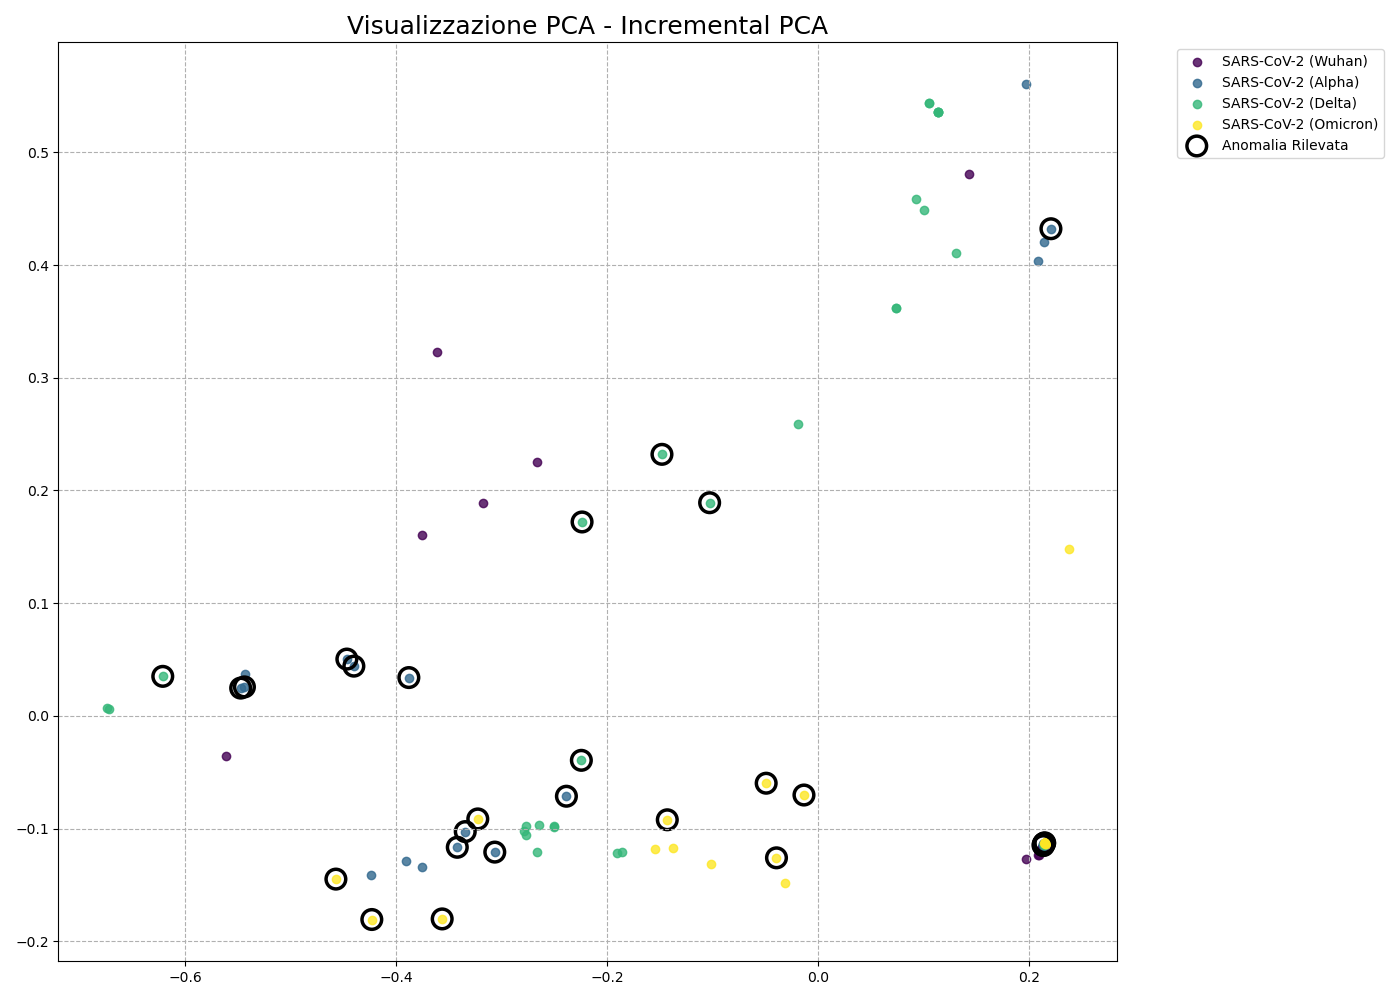 Visualizzazione PCA - Incremental PCA
SARS-CoV-2 (Wuhan)
SARS-CoV-2 (Alpha)
SARS-CoV-2 (Delta)
SARS-CoV-2 (Omicron)
Anomalia Rilevata
0.5
0.4
0.3
0.2
0.1
0.0
−0.1
−0.2
−0.6 −0.4 −0.2 0.0 0.2